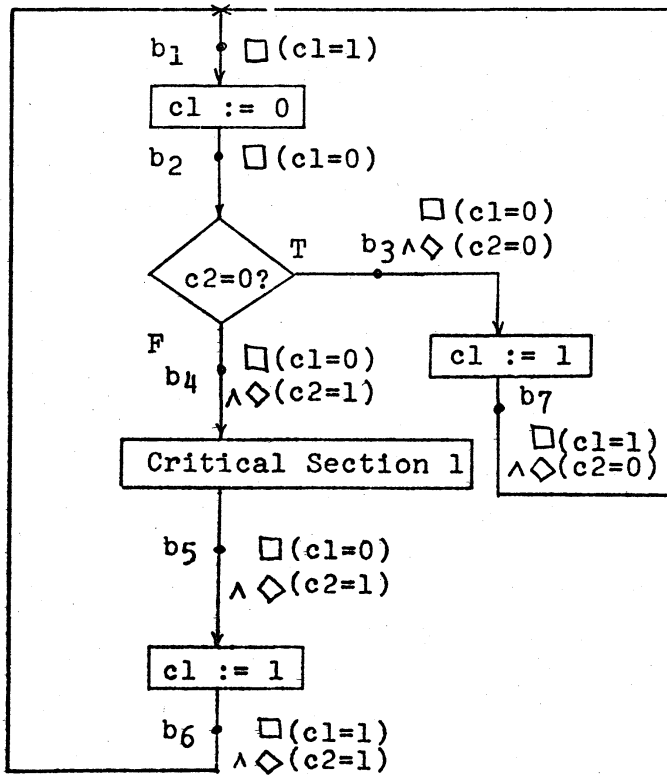 b1 □(c1=1)
c1 := 0
b2 □(c1=0)
□(c1=0)
T b3 ∧◇(c2=0)
c2=0?
F □(c1=0)
b4 ∧◇(c2=1)
c1 := 1
b7
Critical Section 1
□(c1=1)
∧◇(c2=0)
b5 □(c1=0)
∧◇(c2=1)
c1 := 1
b6 □(c1=1)
∧◇(c2=1)